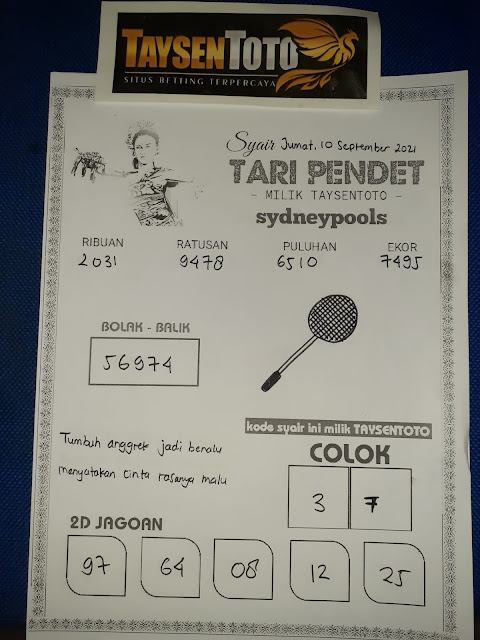 TAYSENTOTO
SITUS BETTING TERPERCAYA
Syair Jumat, 10 September 2021
TARI PENDET
- MILIK TAYSENTOTO -
sydneypools
RIBUAN RATUSAN PULUHAN EKOR
2031 9478 6510 7495
BOLAK - BALIK
56974
kode syair ini milik TAYSENTOTO
COLOK
3 7
Tumbuh anggrek jadi benalu
menyatakan cinta rasanya malu
2D JAGOAN
97 64 08 12 25